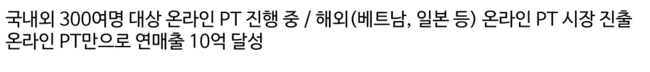 국내외 300여명 대상 온라인 PT 진행 중 / 해외(베트남, 일본 등) 온라인 PT 시장 진출
온라인 PT만으로 연매출 10억 달성